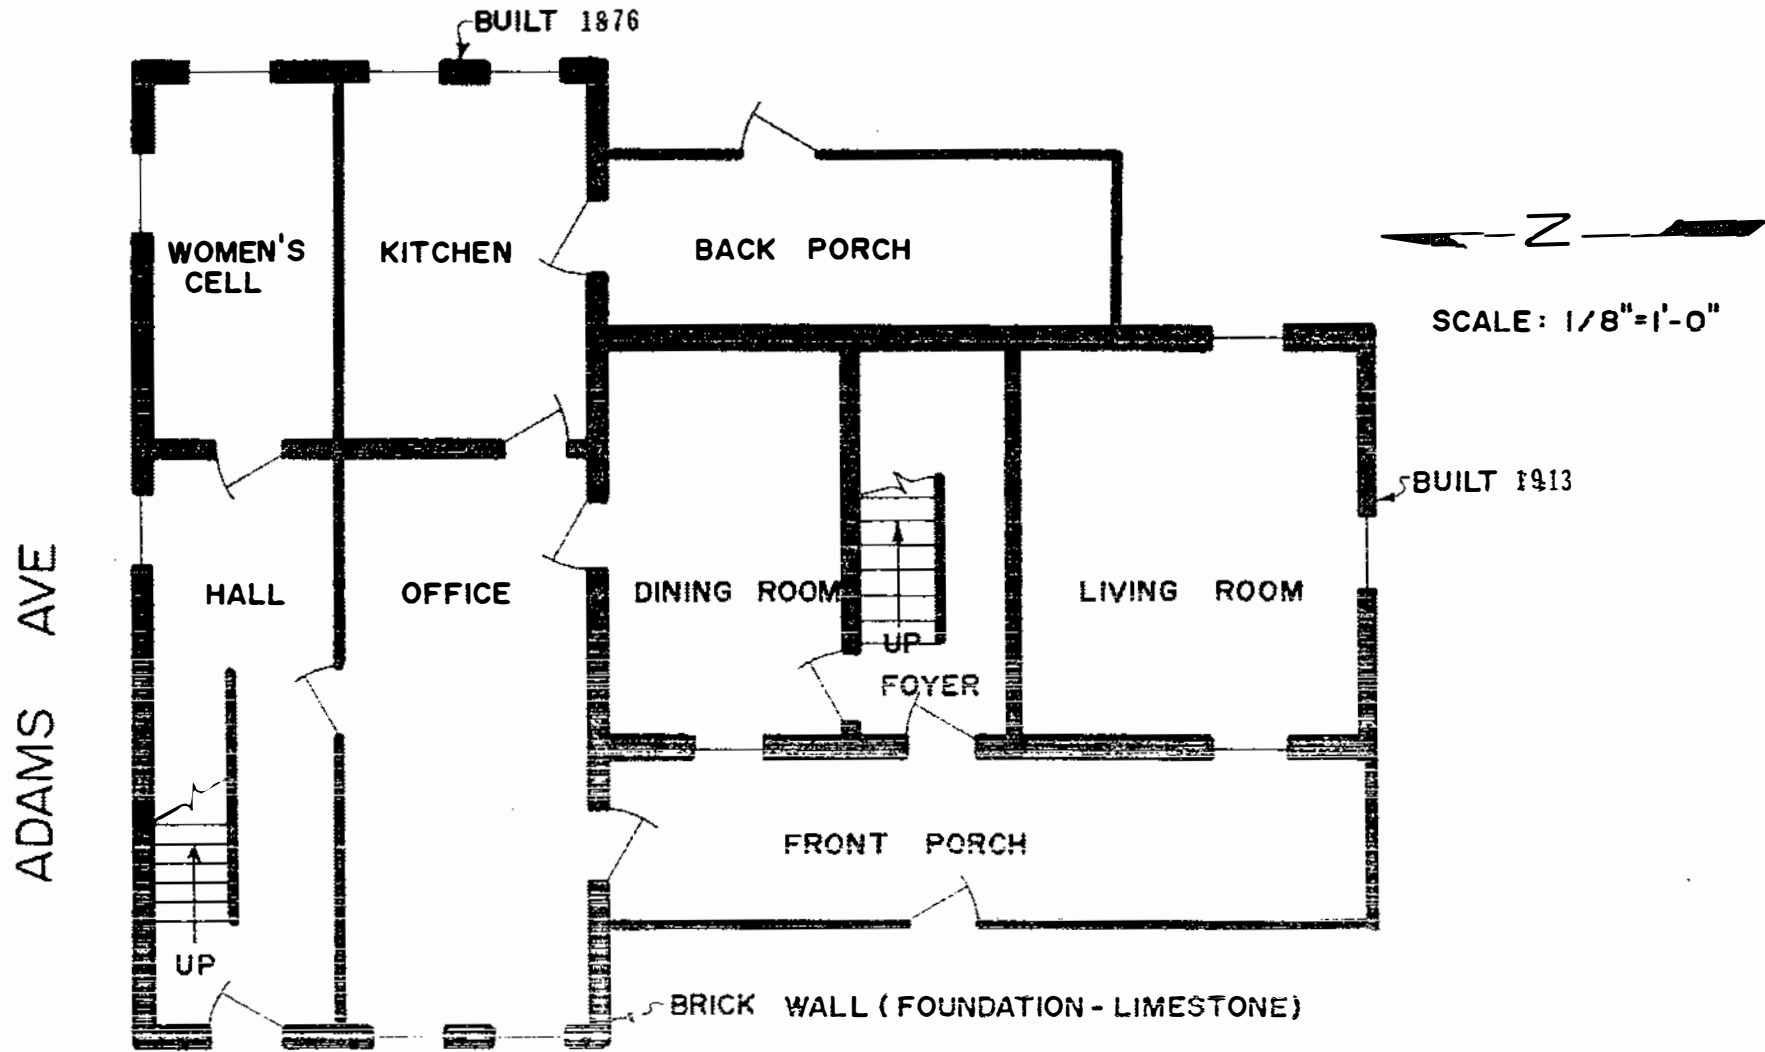 BUILT 1876
WOMEN'S
CELL
KITCHEN
BACK PORCH
N
SCALE: 1/8"=1'-0"
BUILT 1913
ADAMS AVE
HALL
OFFICE
DINING ROOM
UP
FOYER
LIVING ROOM
FRONT PORCH
UP
BRICK WALL (FOUNDATION - LIMESTONE)